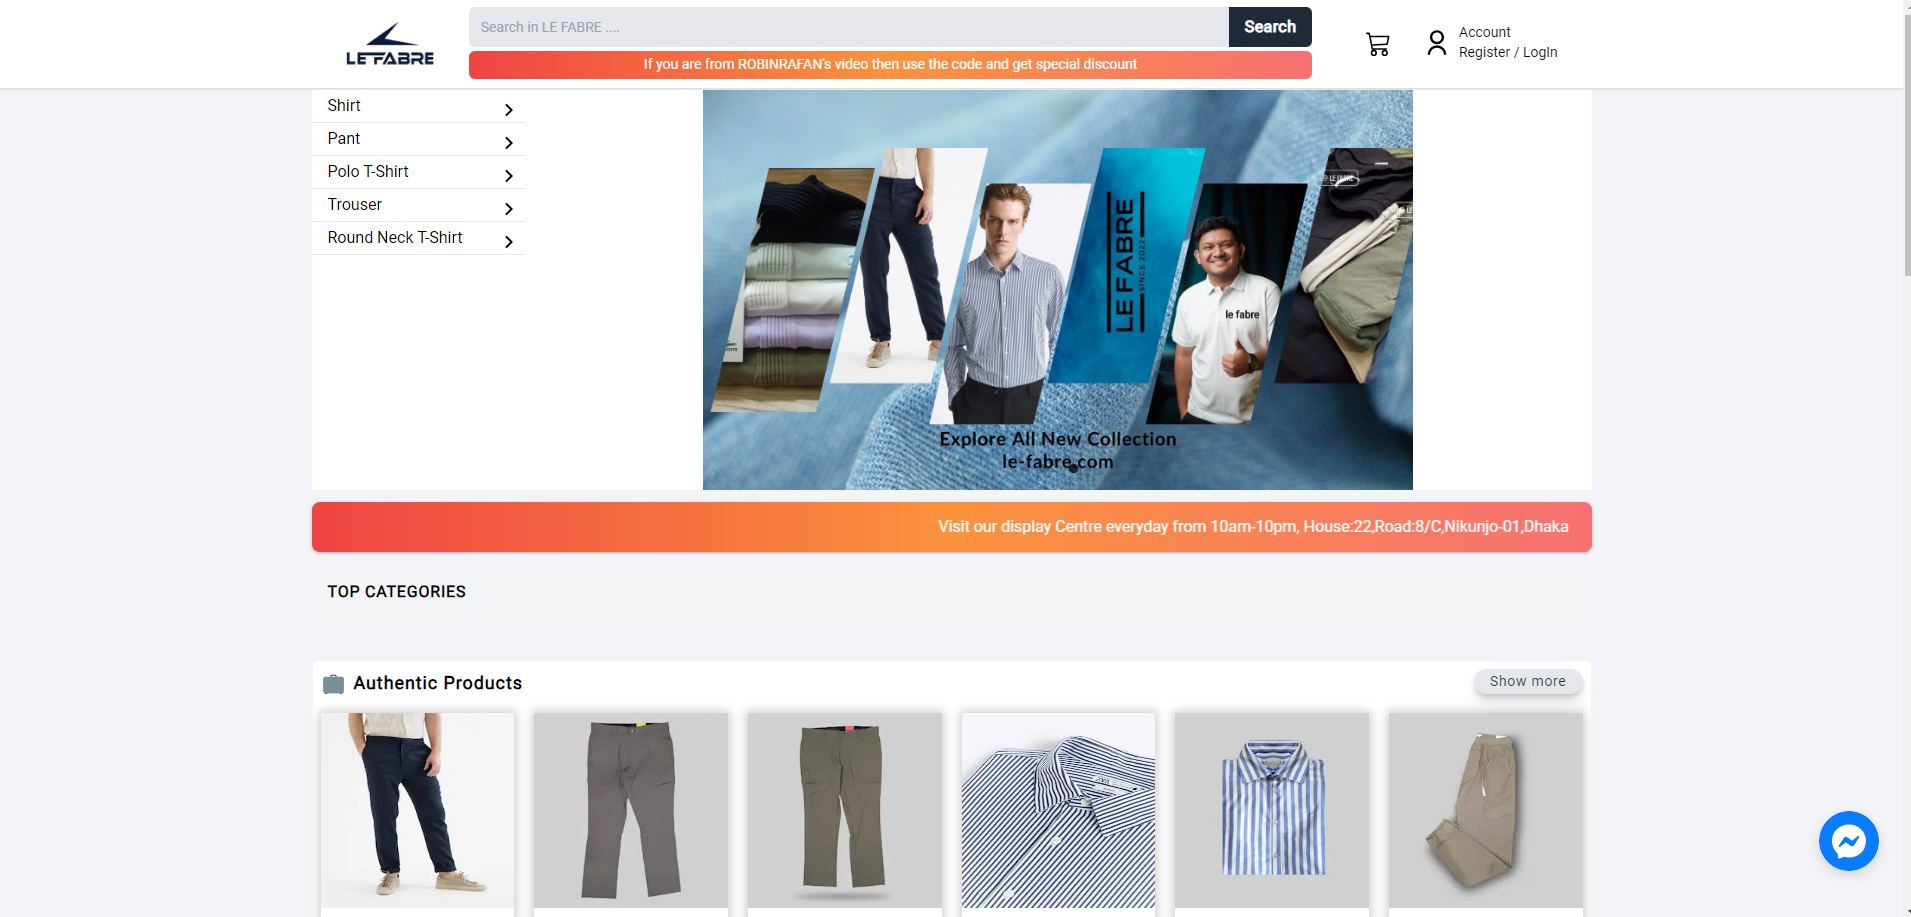 LE FABRE
Search in LE FABRE ....
Search
If you are from ROBINRAFAN's video then use the code and get special discount
Account
Register / LogIn
Shirt
Pant
Polo T-Shirt
Trouser
Round Neck T-Shirt
LE FABRE
SINCE 2022
le fabre
LE FABRE
Explore All New Collection
le-fabre.com
Visit our display Centre everyday from 10am-10pm, House:22,Road:8/C,Nikunjo-01,Dhaka
TOP CATEGORIES
Authentic Products
Show more